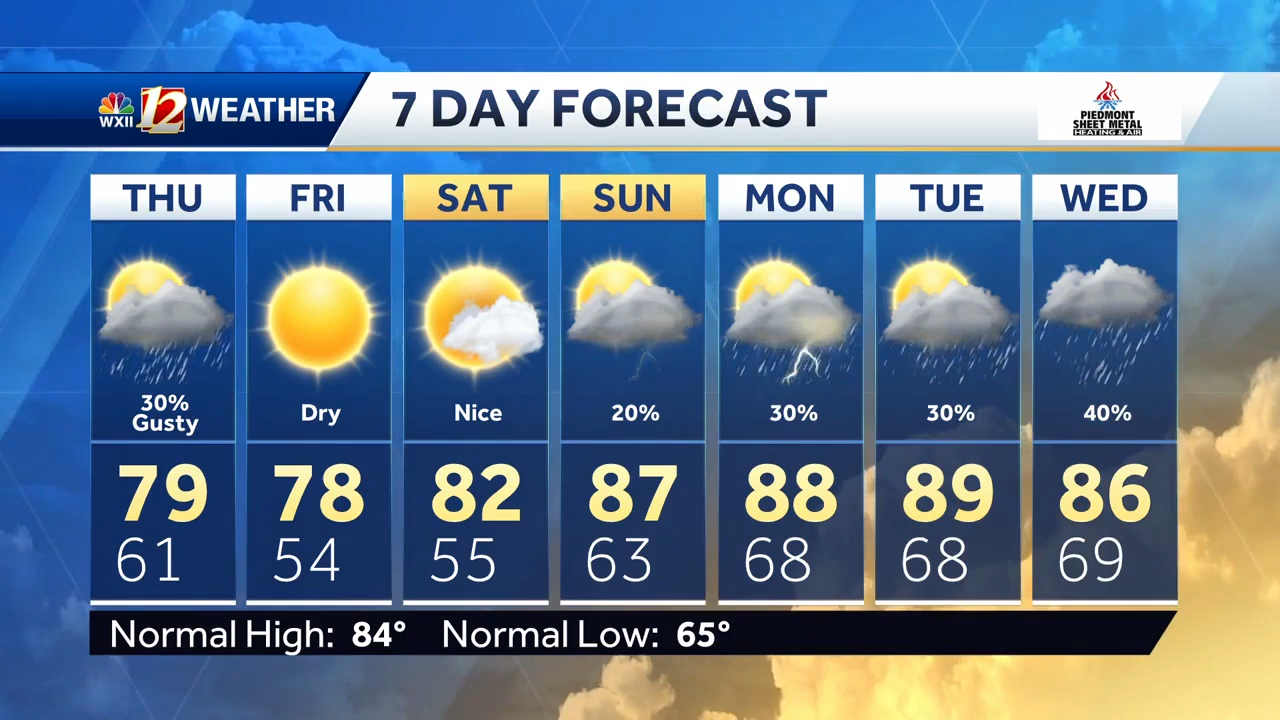 WXII 12 WEATHER
7 DAY FORECAST
PIEDMONT
SHEET METAL
HEATING & AIR
THU FRI SAT SUN MON TUE WED
30% Gusty Dry Nice 20% 30% 30% 40%
79 78 82 87 88 89 86
61 54 55 63 68 68 69
Normal High: 84° Normal Low: 65°